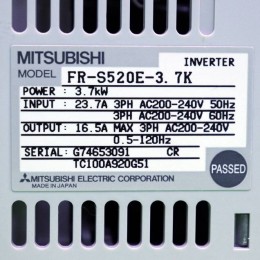 MITSUBISHI INVERTER
MODEL FR-S520E-3.7K
POWER : 3.7kW
INPUT : 23.7A 3PH AC200-240V 50Hz
3PH AC200-240V 60Hz
OUTPUT: 16.5A MAX 3PH AC200-240V
0.5-120Hz
SERIAL: G74653091 CR
TC100A920G51
PASSED
MITSUBISHI ELECTRIC CORPORATION
MADE IN JAPAN